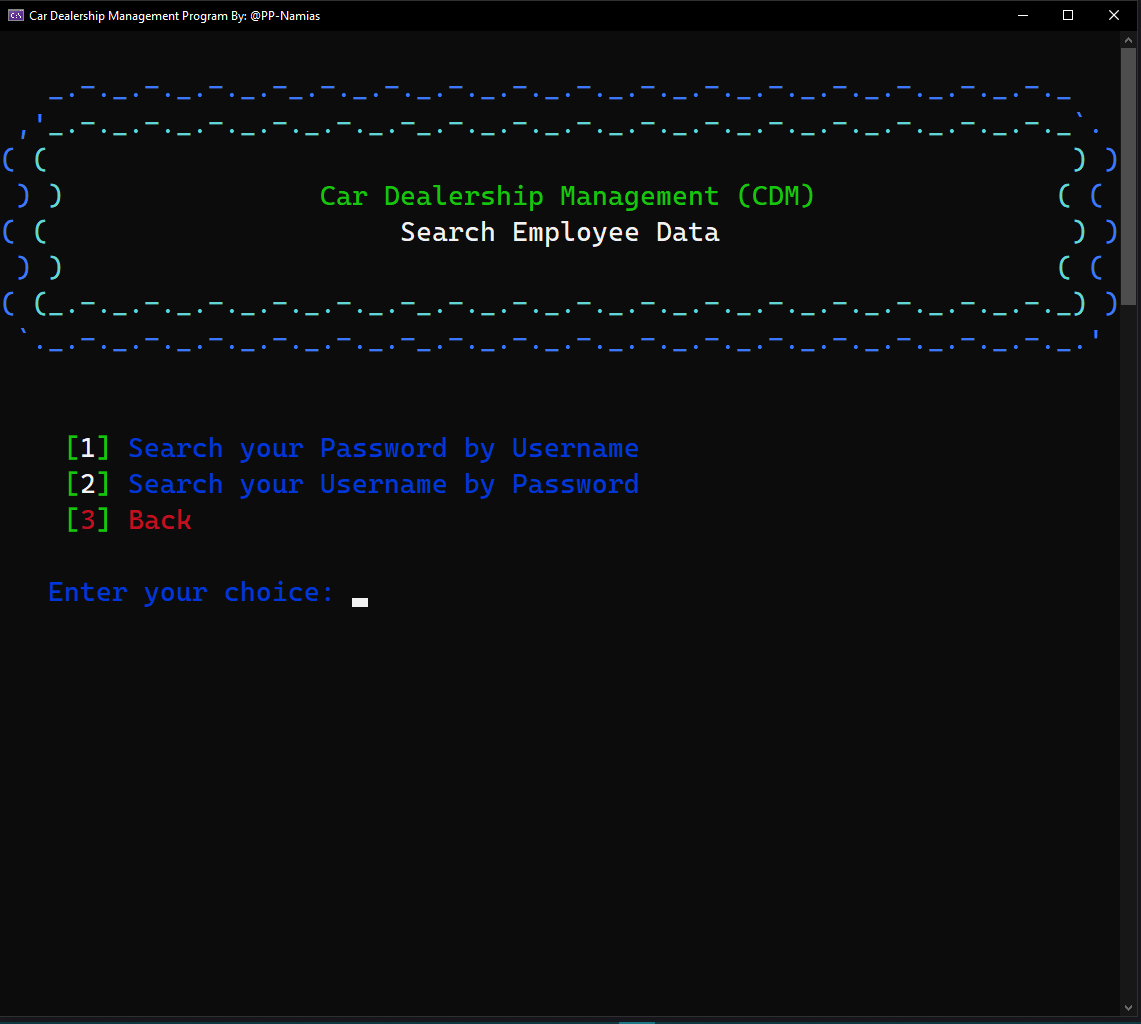 Car Dealership Management Program By: @PP-Namias
Car Dealership Management (CDM)
Search Employee Data
[1] Search your Password by Username
[2] Search your Username by Password
[3] Back
Enter your choice: